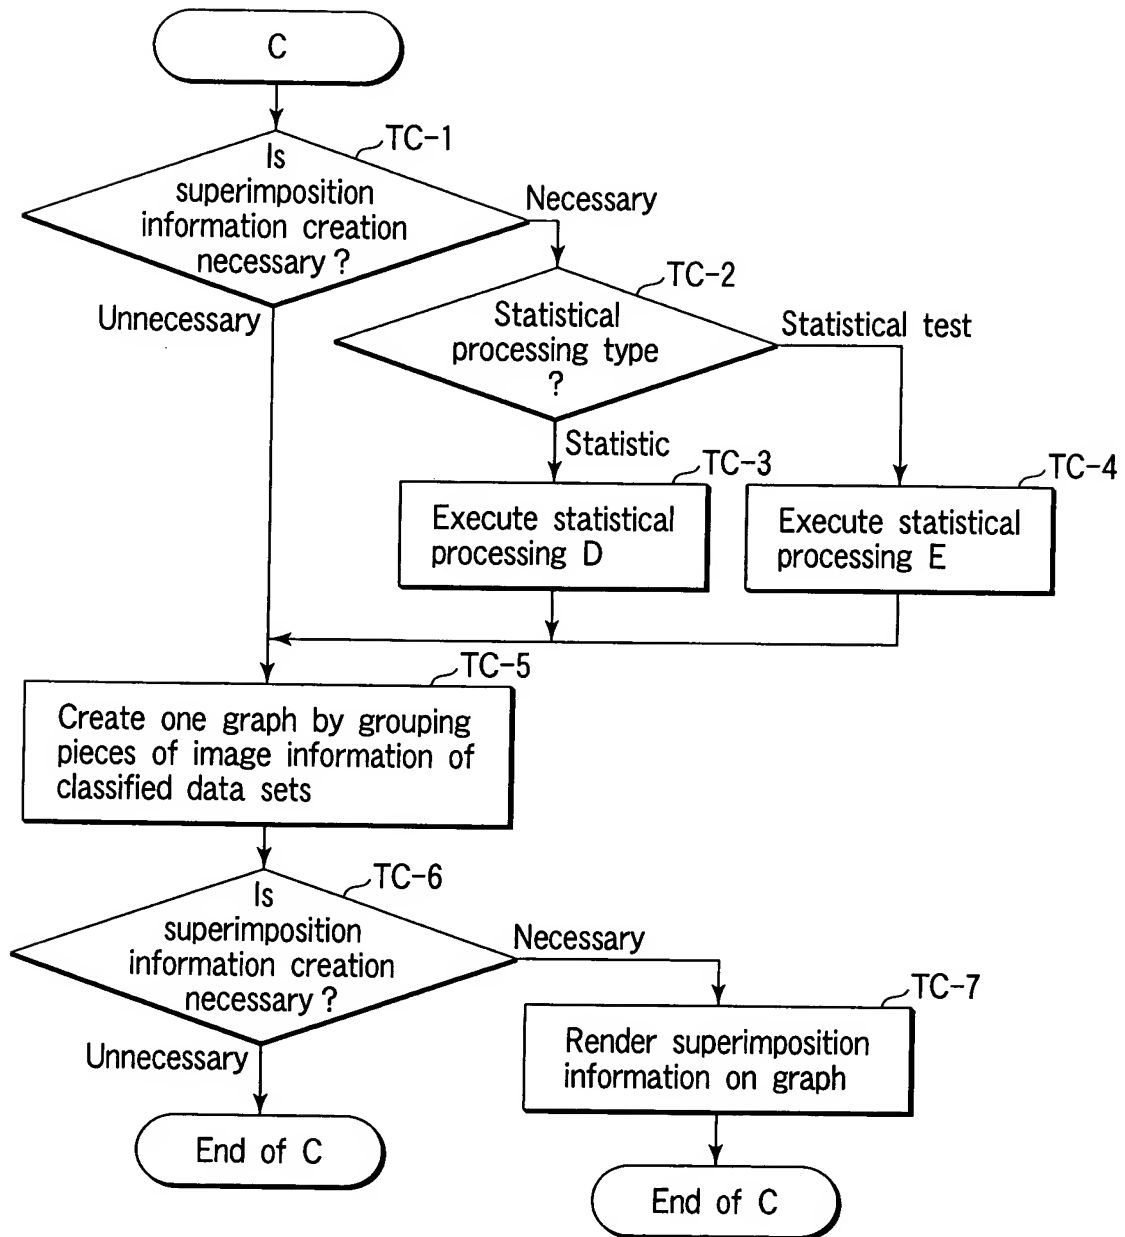 C
TC-1
Is
superimposition
information creation
necessary ?
Necessary
Unnecessary
TC-2
Statistical
processing type
?
Statistical test
Statistic
TC-3
Execute statistical
processing D
TC-4
Execute statistical
processing E
TC-5
Create one graph by grouping
pieces of image information of
classified data sets
TC-6
Is
superimposition
information creation
necessary ?
Necessary
Unnecessary
TC-7
Render superimposition
information on graph
End of C
End of C